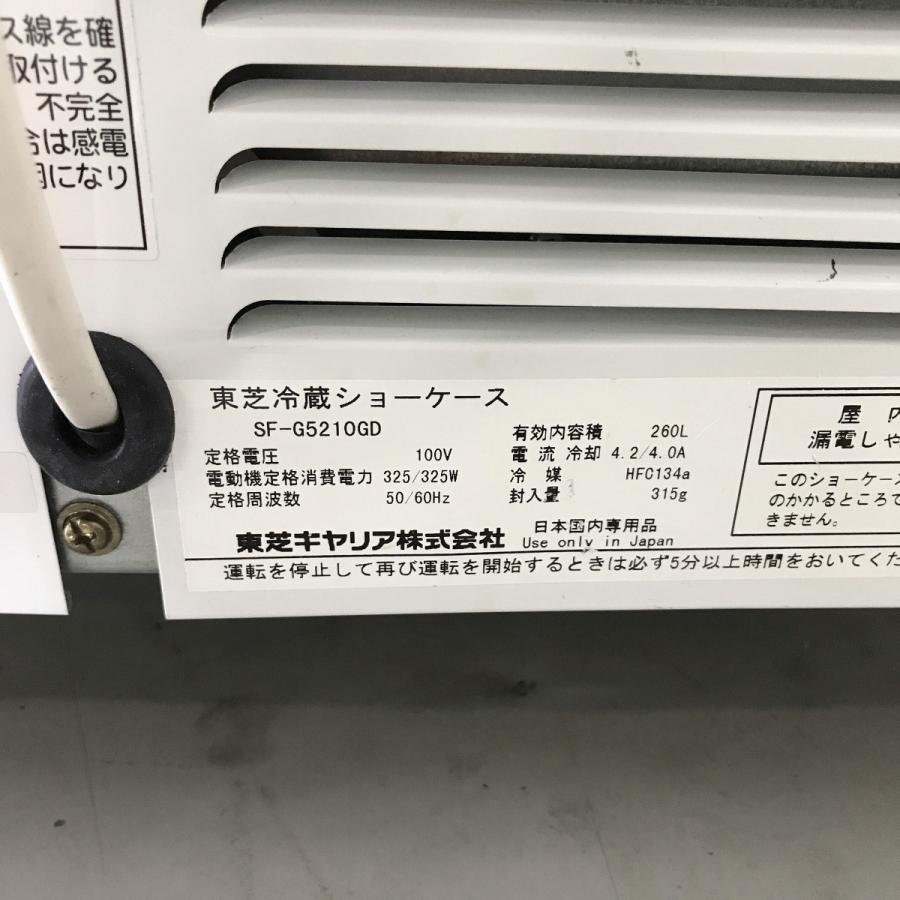 ス線を確
取付ける
不完全
合は感電
因になり
東芝冷蔵ショーケース
SF-G5210GD
定格電圧 100V
電動機定格消費電力 325/325W
定格周波数 50/60Hz
有効内容積 260L
電流 冷却 4.2/4.0A
冷媒 HFC134a
封入量 315g
東芝キヤリア株式会社
日本国内専用品
Use only in Japan
運転を停止して再び運転を開始するときは必ず5分以上時間をおいてくだ
屋内
漏電しゃ
このショーケース
のかかるところで
きません。